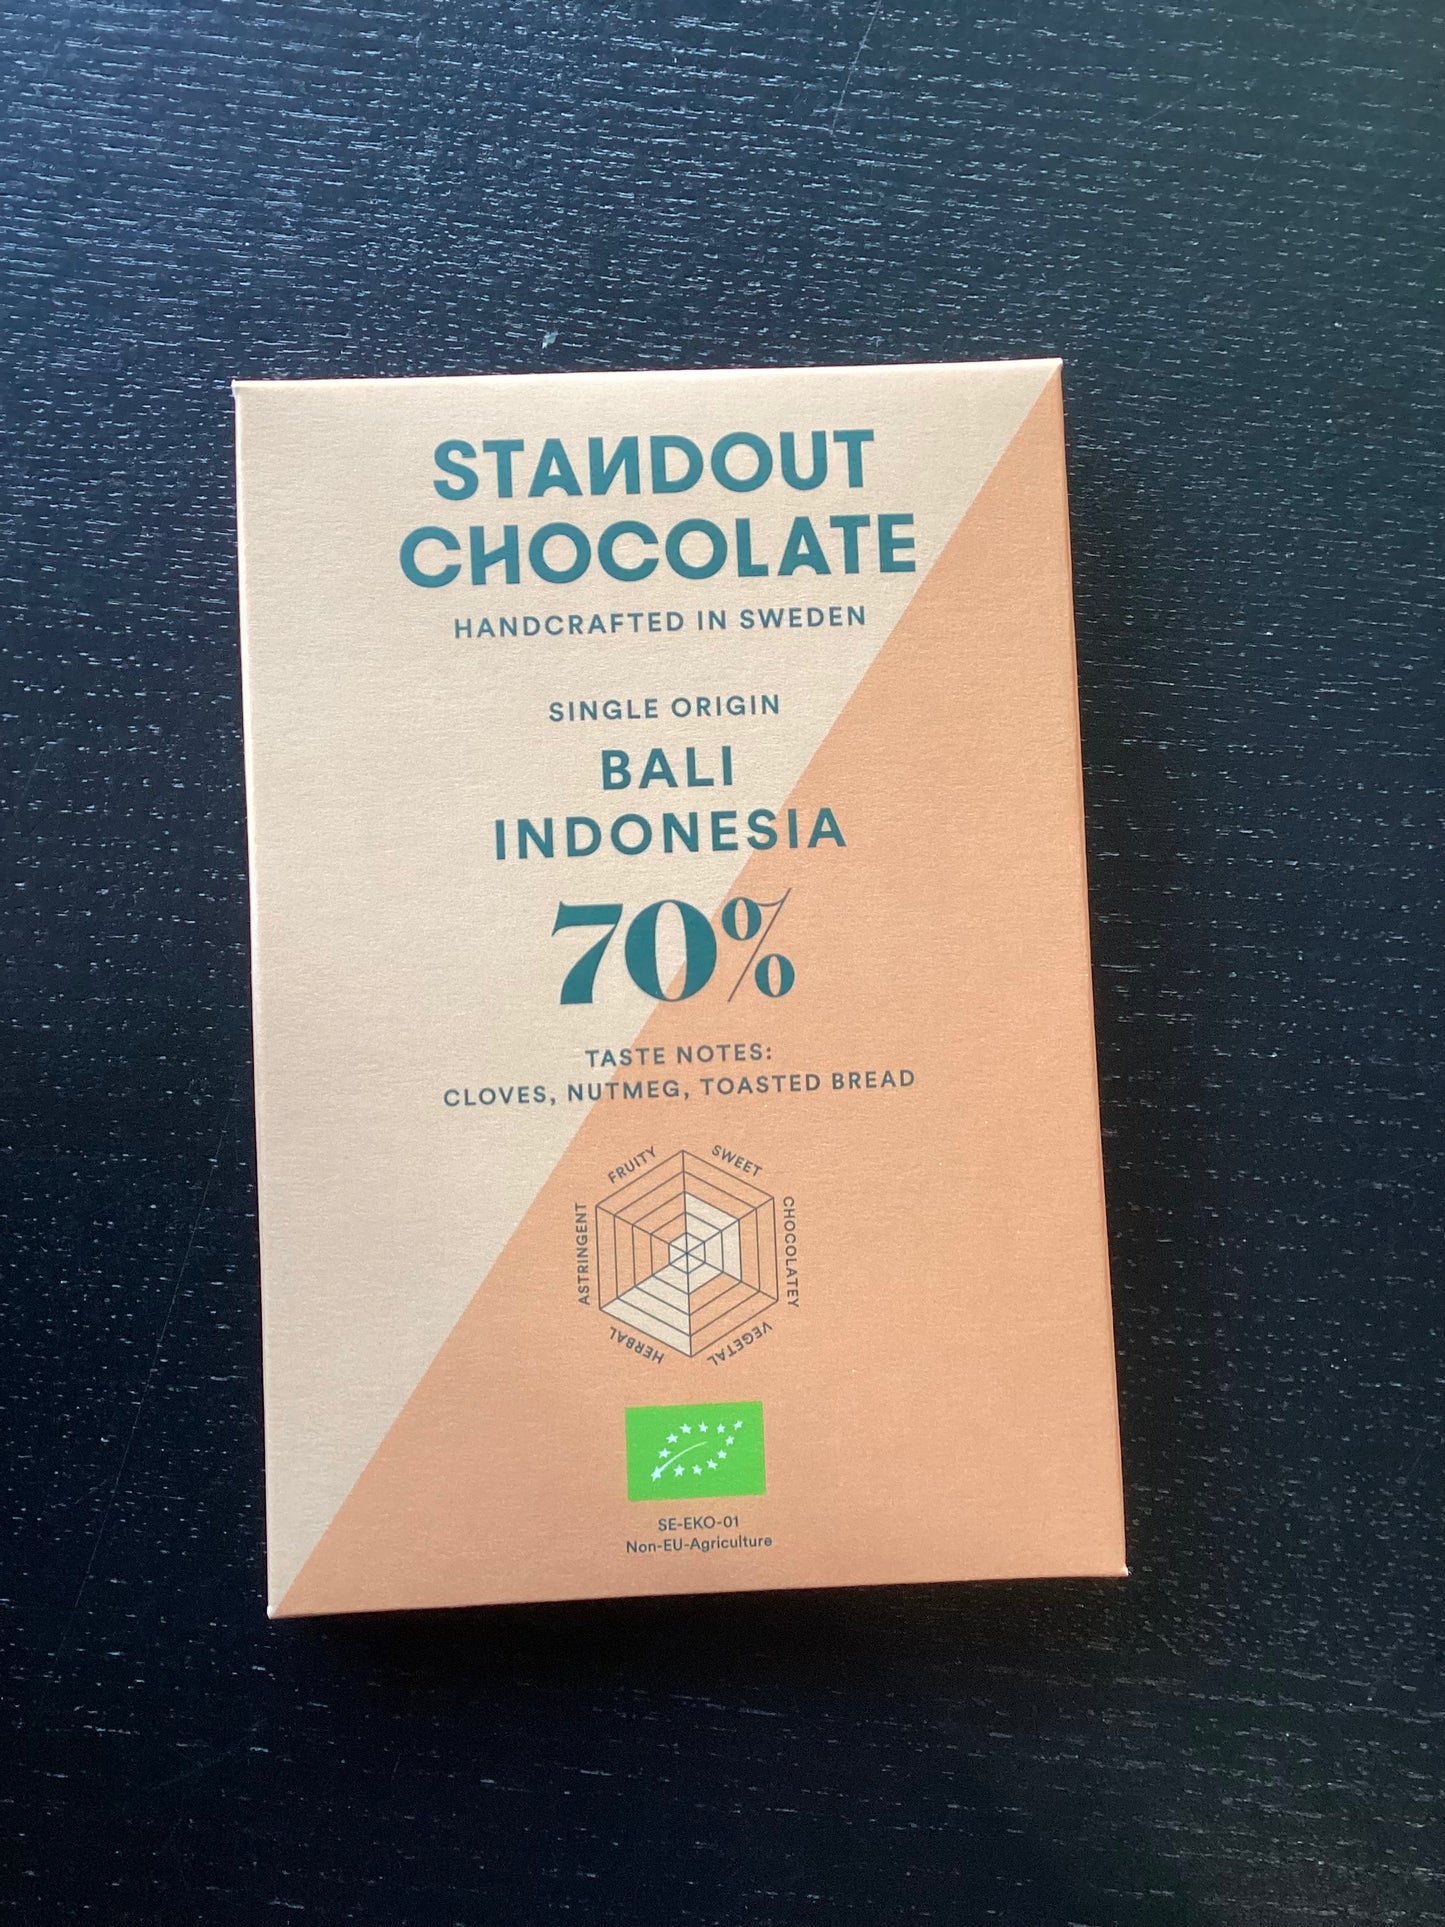 STANDOUT
CHOCOLATE
HANDCRAFTED IN SWEDEN
SINGLE ORIGIN
BALI
INDONESIA
70%
TASTE NOTES:
CLOVES, NUTMEG, TOASTED BREAD
FRUITY
SWEET
ASTRINGENT
CHOCOLATEY
HERBAL
VEGETAL
SE-EKO-01
Non-EU-Agriculture